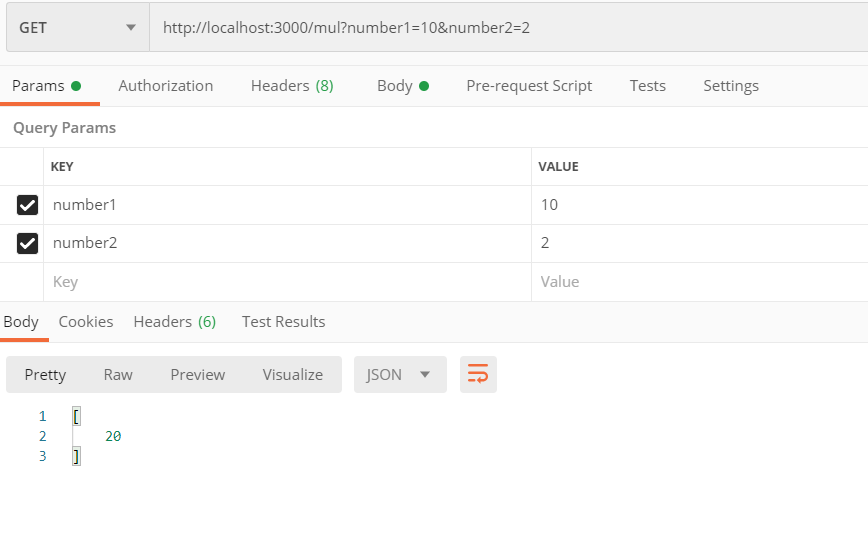 GET http://localhost:3000/mul?number1=10&number2=2
Params Authorization Headers (8) Body Pre-request Script Tests Settings
Query Params
KEY VALUE
number1 10
number2 2
Key Value
Body Cookies Headers (6) Test Results
Pretty Raw Preview Visualize JSON
1 [
2 20
3 ]